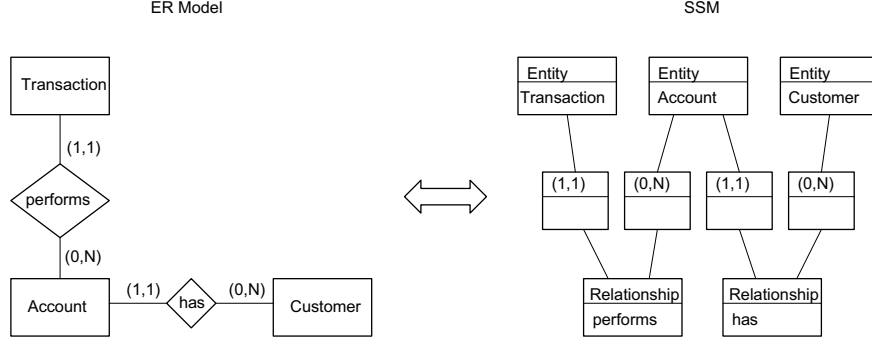 ER Model
SSM
Transaction
(1,1)
performs
(0,N)
Account
(1,1)
has
(0,N)
Customer
Entity
Transaction
Entity
Account
Entity
Customer
(1,1)
(0,N)
(1,1)
(0,N)
Relationship
performs
Relationship
has